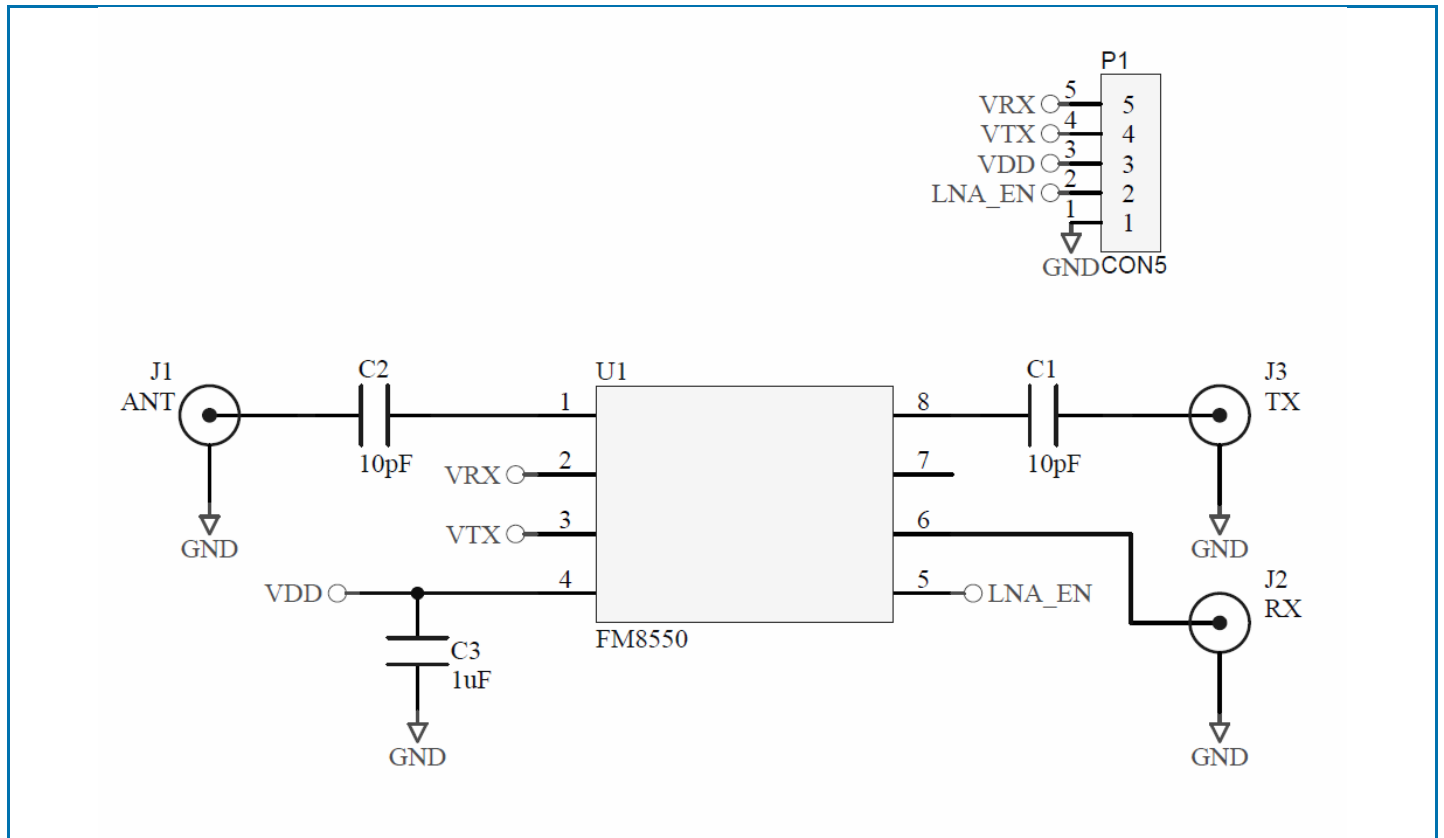 P1
VRX 5 5
VTX 4 4
VDD 3 3
LNA_EN 2 2
1 1
GND CON5
J1
ANT
C2
10pF
GND
U1
1
VRX 2
VTX 3
VDD 4
C3
1uF
GND
FM8550
8
7
6
5 LNA_EN
C1
10pF
J3
TX
GND
J2
RX
GND